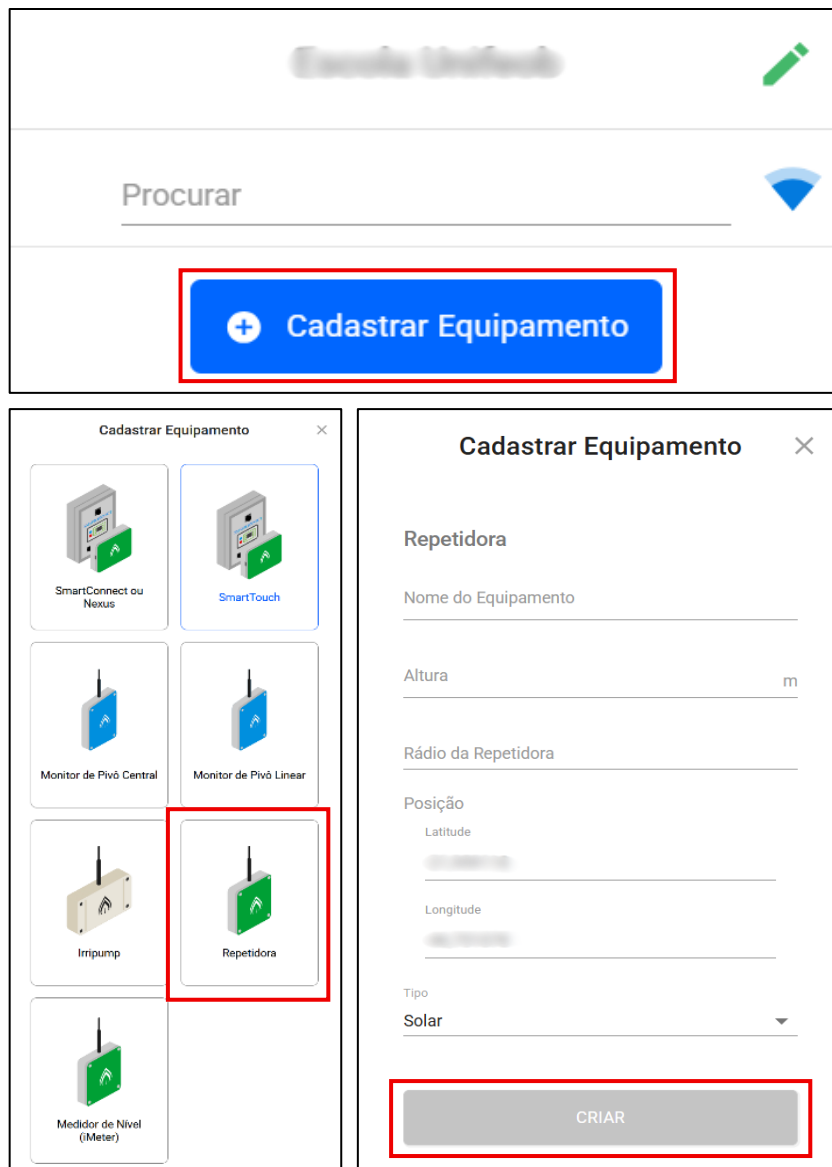 Procurar
Cadastrar Equipamento
Cadastrar Equipamento
SmartConnect ou
Nexus
SmartTouch
Monitor de Pivô Central
Monitor de Pivô Linear
Irripump
Repetidora
Medidor de Nível
(iMeter)
Cadastrar Equipamento
Repetidora
Nome do Equipamento
Altura
m
Rádio da Repetidora
Posição
Latitude
Longitude
Tipo
Solar
CRIAR